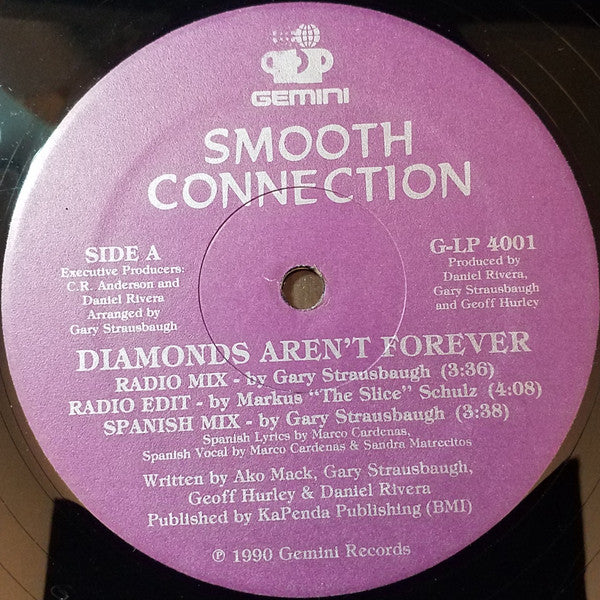 GEMINI
SMOOTH
CONNECTION
SIDE A
Executive Producers:
C.R. Anderson and
Daniel Rivera
Arranged by
Gary Strausbaugh
G-LP 4001
Produced by
Daniel Rivera,
Gary Strausbaugh
and Geoff Hurley
DIAMONDS AREN'T FOREVER
RADIO MIX - by Gary Strausbaugh (3:36)
RADIO EDIT - by Markus "The Slice" Schulz (4:08)
SPANISH MIX - by Gary Strausbaugh (3:38)
Spanish Lyrics by Marco Cardenas,
Spanish Vocal by Marco Cardenas & Sandra Matrecitos
Written by Ako Mack, Gary Strausbaugh,
Geoff Hurley & Daniel Rivera
Published by KaPenda Publishing (BMI)
℗ 1990 Gemini Records